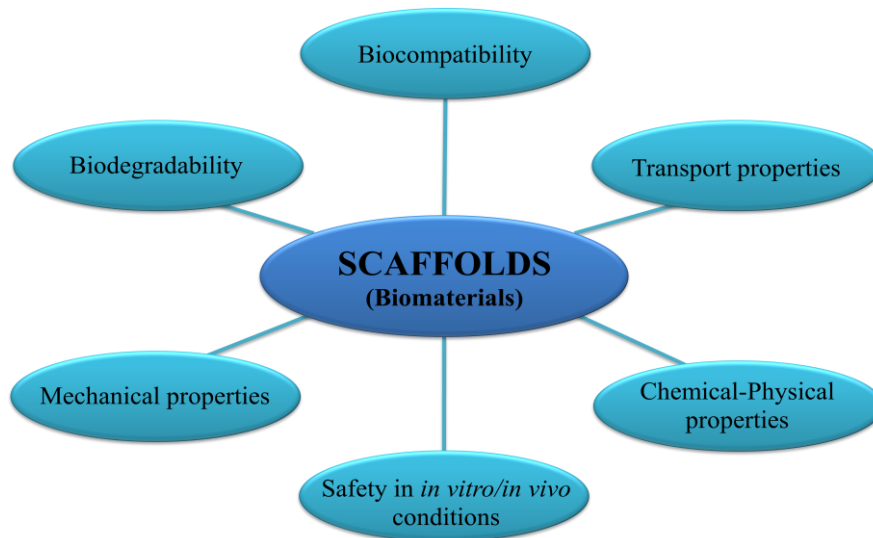 Biocompatibility
Biodegradability
Transport properties
SCAFFOLDS
(Biomaterials)
Mechanical properties
Chemical-Physical
properties
Safety in in vitro/in vivo
conditions